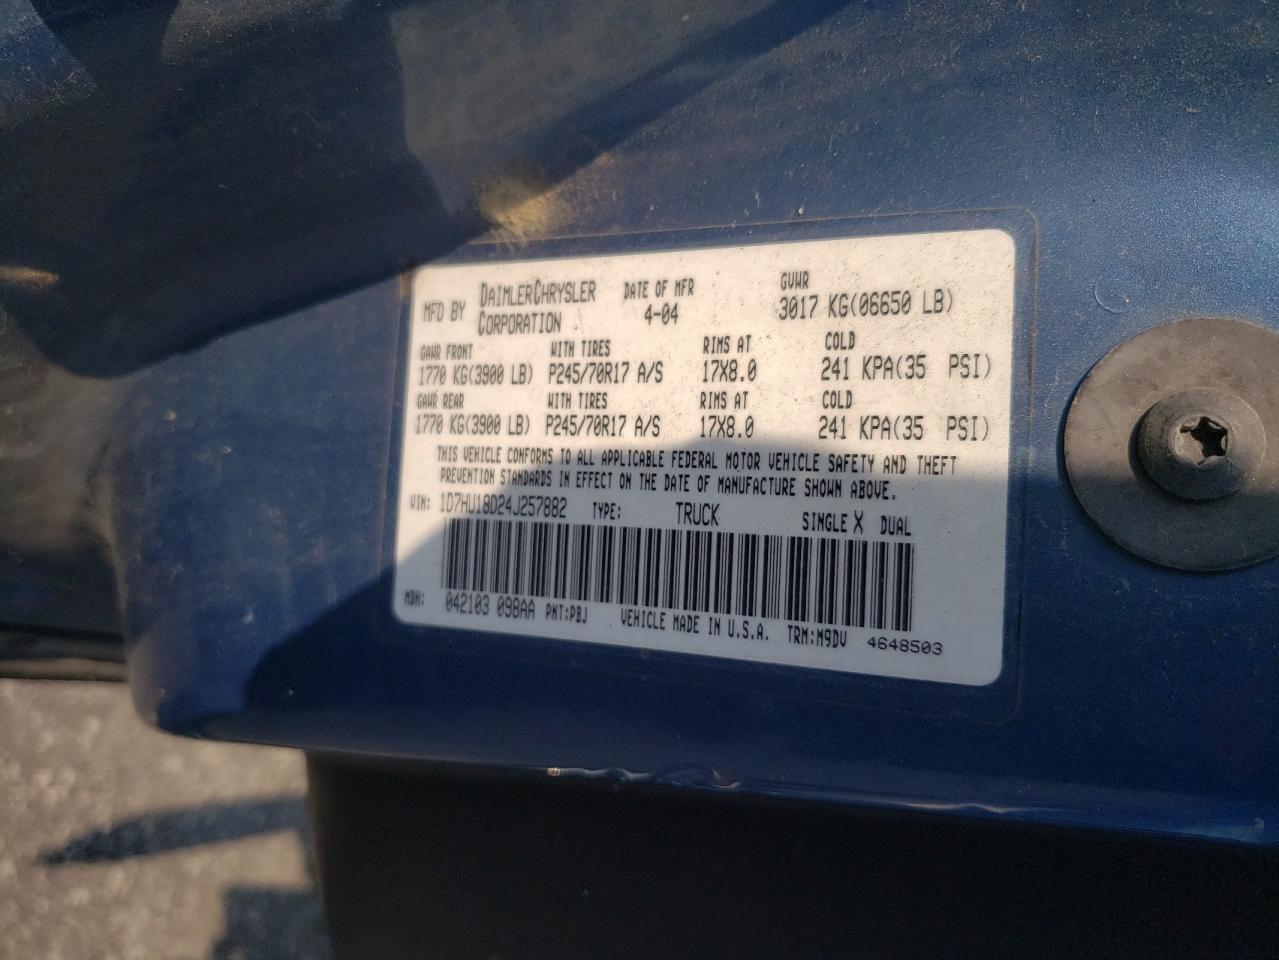 MFD BY DAIMLERCHRYSLER CORPORATION DATE OF MFR 4-04 GVWR 3017 KG(06650 LB)
GAWR FRONT WITH TIRES RIMS AT COLD
1770 KG(3900 LB) P245/70R17 A/S 17X8.0 241 KPA(35 PSI)
GAWR REAR WITH TIRES RIMS AT COLD
1770 KG(3900 LB) P245/70R17 A/S 17X8.0 241 KPA(35 PSI)
THIS VEHICLE CONFORMS TO ALL APPLICABLE FEDERAL MOTOR VEHICLE SAFETY AND THEFT
PREVENTION STANDARDS IN EFFECT ON THE DATE OF MANUFACTURE SHOWN ABOVE.
VIN: 1D7HU18D24J257882 TYPE: TRUCK SINGLE X DUAL
MDH: 042103 098AA PNT:PBJ VEHICLE MADE IN U.S.A. TRM:M9DV 4648503